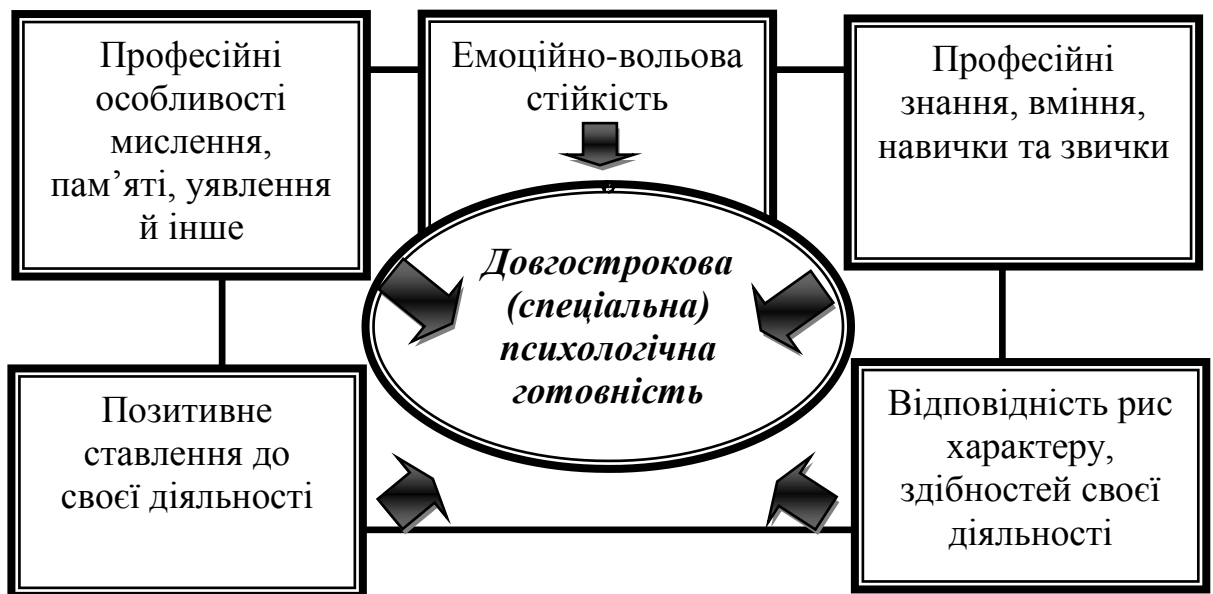 Професійні
особливості
мислення,
пам’яті, уявлення
й інше
Емоційно-вольова
стійкість
Професійні
знання, вміння,
навички та звички
Довгострокова
(спеціальна)
психологічна
готовність
Позитивне
ставлення до
своєї діяльності
Відповідність рис
характеру,
здібностей своєї
діяльності